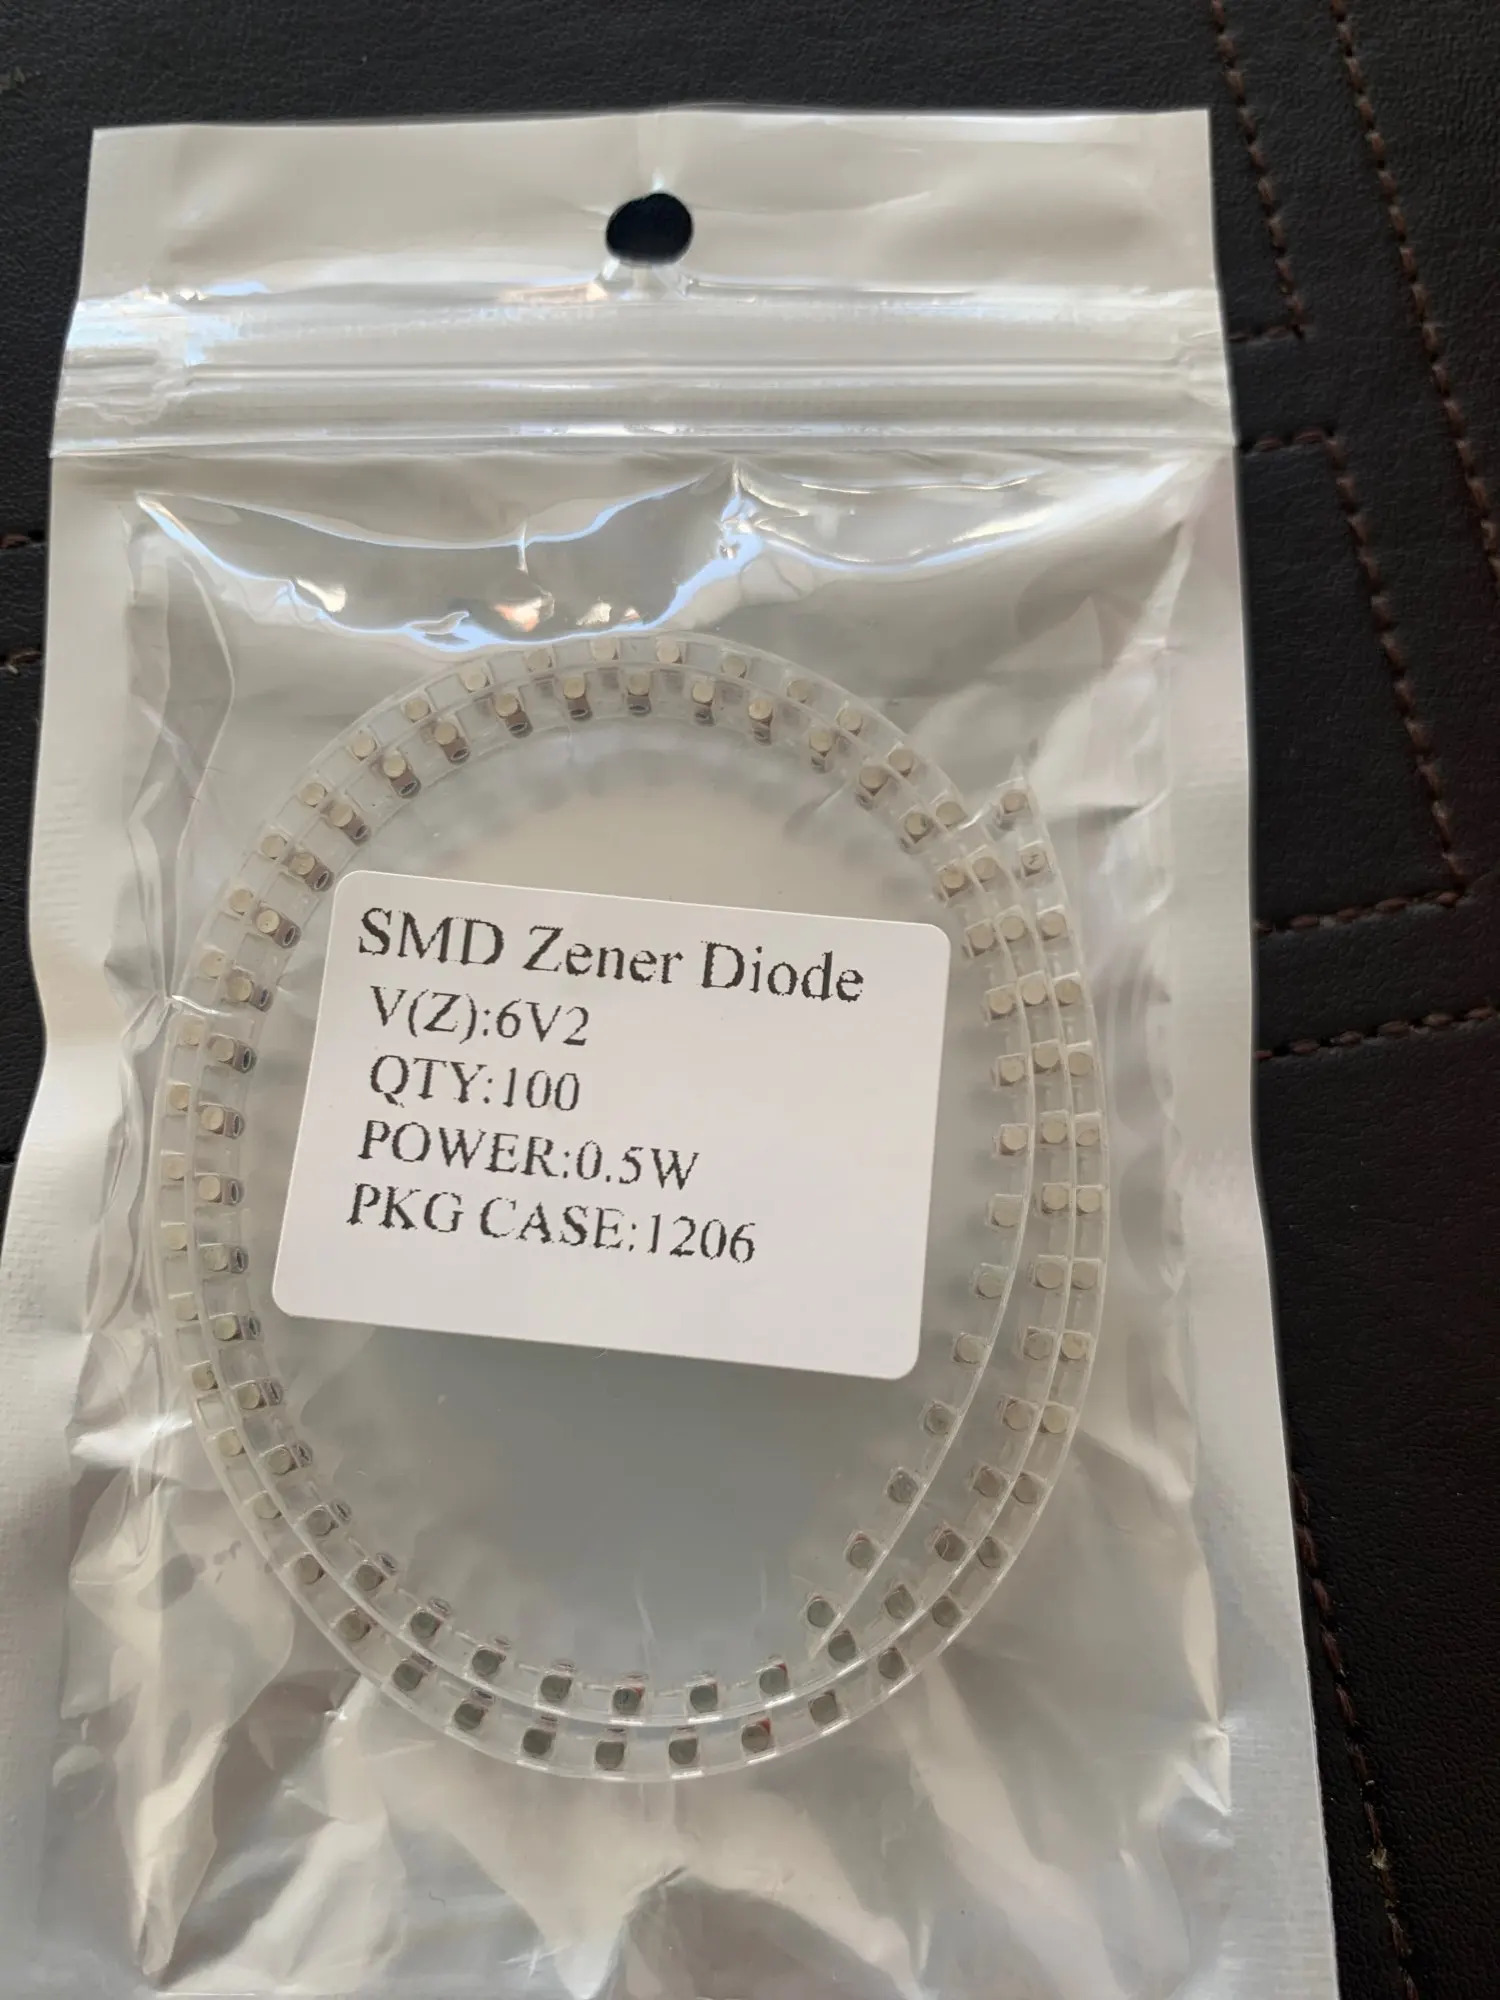 SMD Zener Diode
V(Z):6V2
QTY:100
POWER:0.5W
PKG CASE:1206